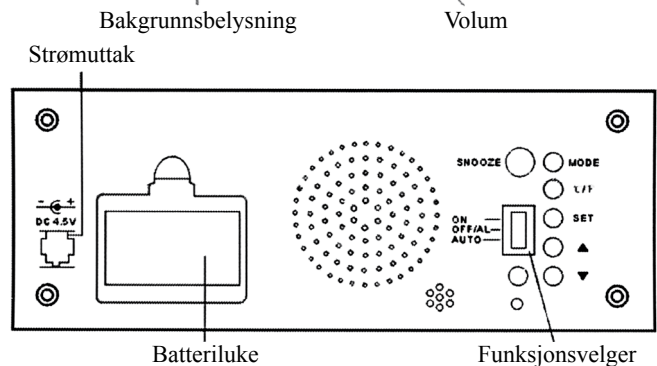 Bakgrunnsbelysning Volum
Strømuttak
SNOOZE MODE
℃/F
- +
DC 4.5V
ON
OFF/AL
AUTO
SET
▲
▼
Batteriluke Funksjonsvelger